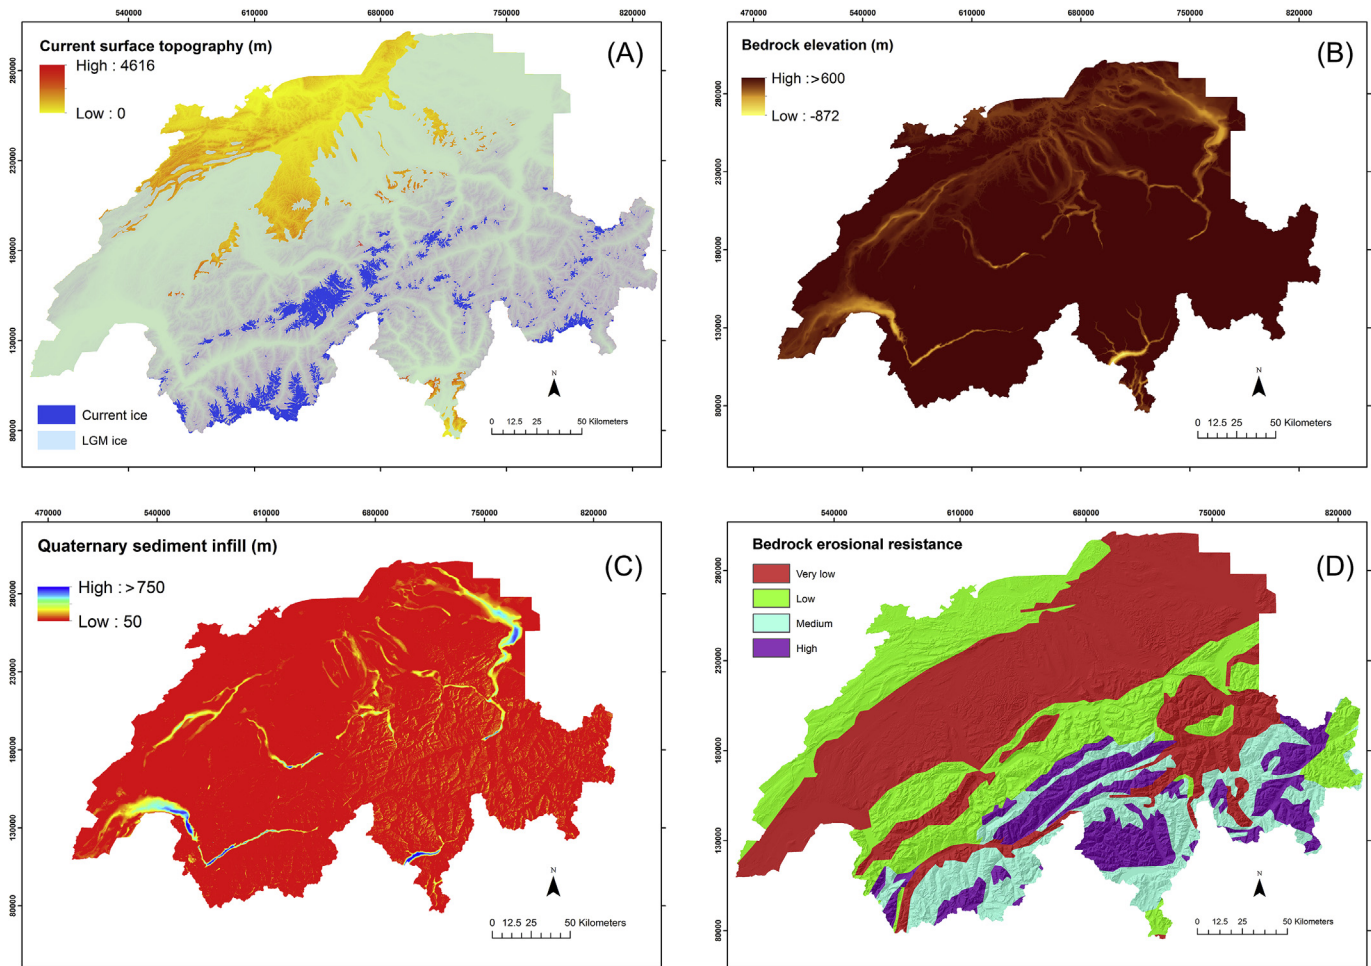 540000 610000 680000 750000 820000
Current surface topography (m)
High : 4616
Low : 0
(A)
280000
230000
180000
130000
80000
Current ice
LGM ice
N
0 12.5 25 50 Kilometers
470000 540000 610000 680000 750000 820000
Bedrock elevation (m)
High : >600
Low : -872
(B)
280000
230000
180000
130000
80000
N
0 12.5 25 50 Kilometers
470000 540000 610000 680000 750000 820000
Quaternary sediment infill (m)
High : >750
Low : 50
(C)
280000
230000
180000
130000
80000
N
0 12.5 25 50 Kilometers
540000 610000 680000 750000 820000
Bedrock erosional resistance
Very low
Low
Medium
High
(D)
280000
230000
180000
130000
80000
N
0 12.5 25 50 Kilometers